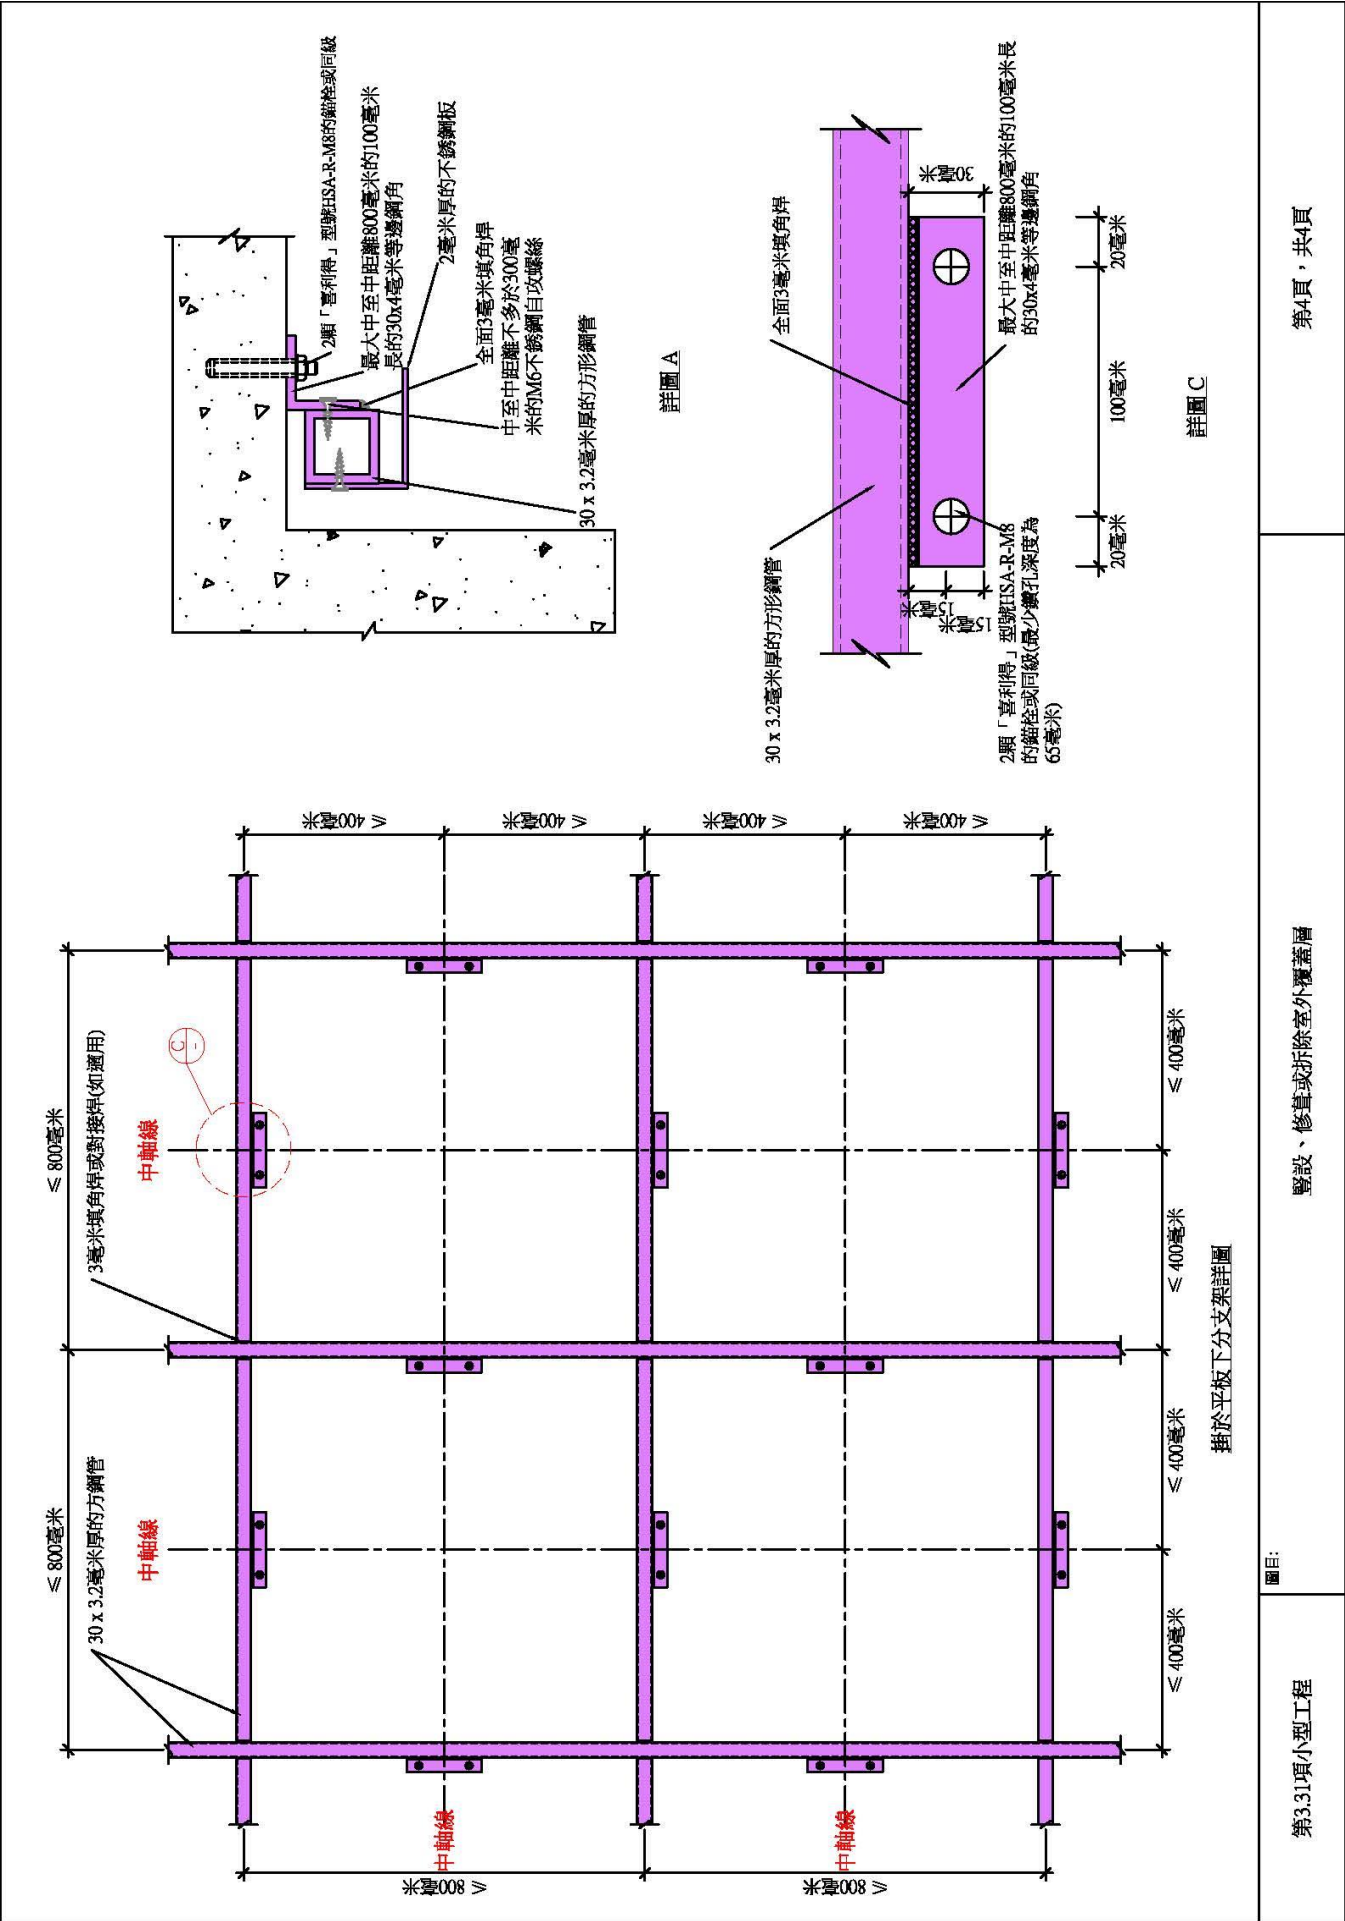 ≤ 800毫米
≤ 800毫米
30 x 3.2毫米厚的方鋼管
3毫米填角焊或對接焊(如適用)
中軸線
中軸線
C
-
中軸線
中軸線
≤ 800毫米
≤ 800毫米
≤ 400毫米
≤ 400毫米
≤ 400毫米
≤ 400毫米
≤ 400毫米
≤ 400毫米
≤ 400毫米
≤ 400毫米
掛於平板下分支架詳圖
2顆「喜利得」型號HSA-R-M8的錨栓或同級
最大中至中距離800毫米的100毫米
長的30x4毫米等邊鋼角
2毫米厚的不銹鋼板
全面3毫米填角焊
中至中距離不多於300毫
米的M6不銹鋼自攻螺絲
30 x 3.2毫米厚的方形鋼管
詳圖 A
30 x 3.2毫米厚的方形鋼管
全面3毫米填角焊
30毫米
15毫米
15毫米
2顆「喜利得」型號HSA-R-M8
的錨栓或同級(最少鑽孔深度為
65毫米)
最大中至中距離800毫米的100毫米長
的30x4毫米等邊鋼角
20毫米
100毫米
20毫米
詳圖 C
第3.31項小型工程
圖目:
豎設、修葺或拆除室外覆蓋層
第4頁，共4頁